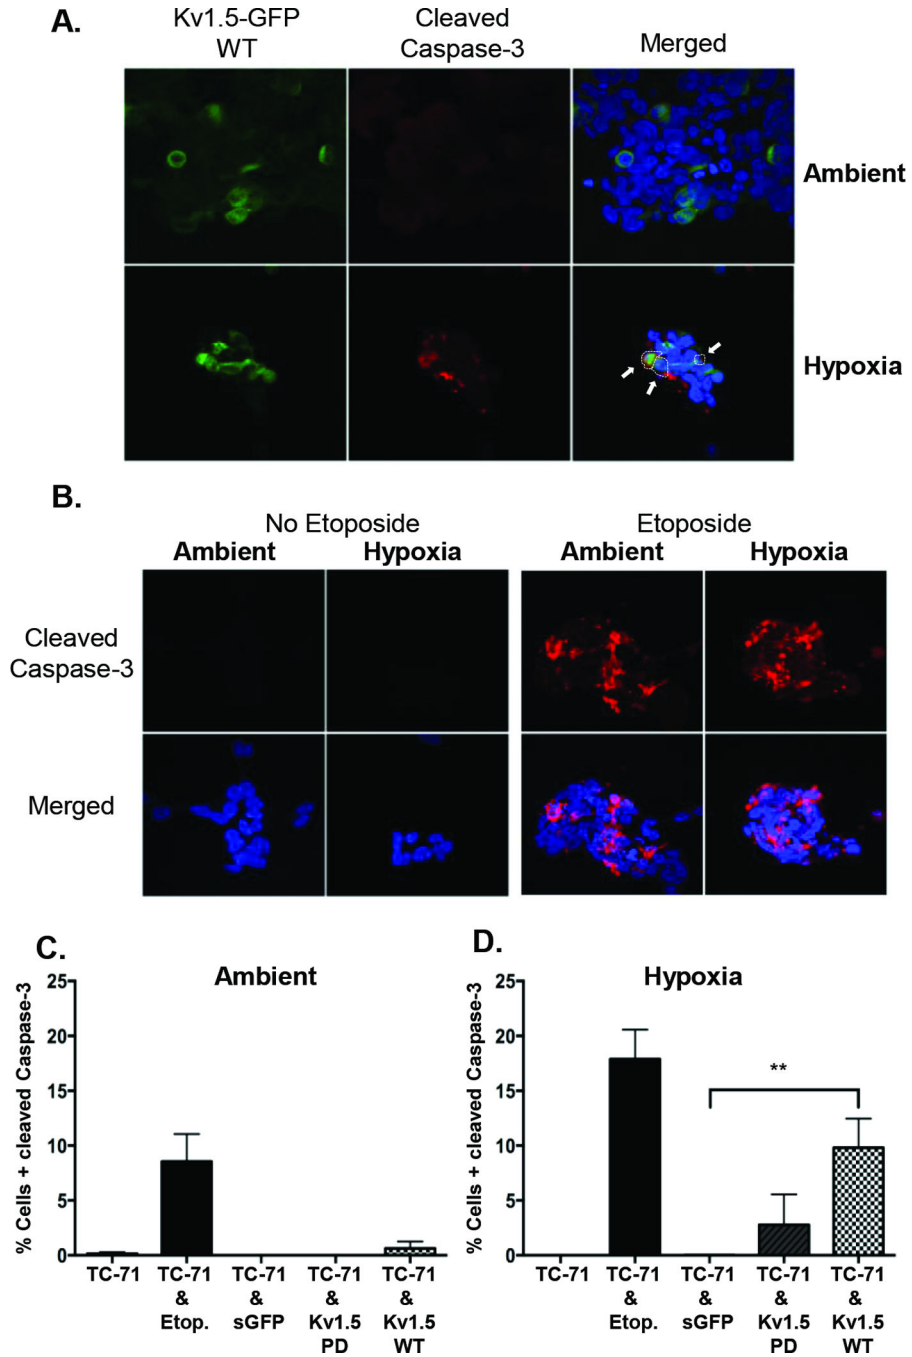 A.
Kv1.5-GFP
WT
Cleaved
Caspase-3
Merged
Ambient
Hypoxia
B.
No Etoposide
Etoposide
Ambient
Hypoxia
Ambient
Hypoxia
Cleaved
Caspase-3
Merged
C.
Ambient
% Cells + cleaved Caspase-3
25
20
15
10
5
0
TC-71
TC-71
&
Etop.
TC-71
&
sGFP
TC-71
&
Kv1.5
PD
TC-71
&
Kv1.5
WT
D.
Hypoxia
% Cells + cleaved Caspase-3
25
20
15
10
5
0
**
TC-71
TC-71
&
Etop.
TC-71
&
sGFP
TC-71
&
Kv1.5
PD
TC-71
&
Kv1.5
WT